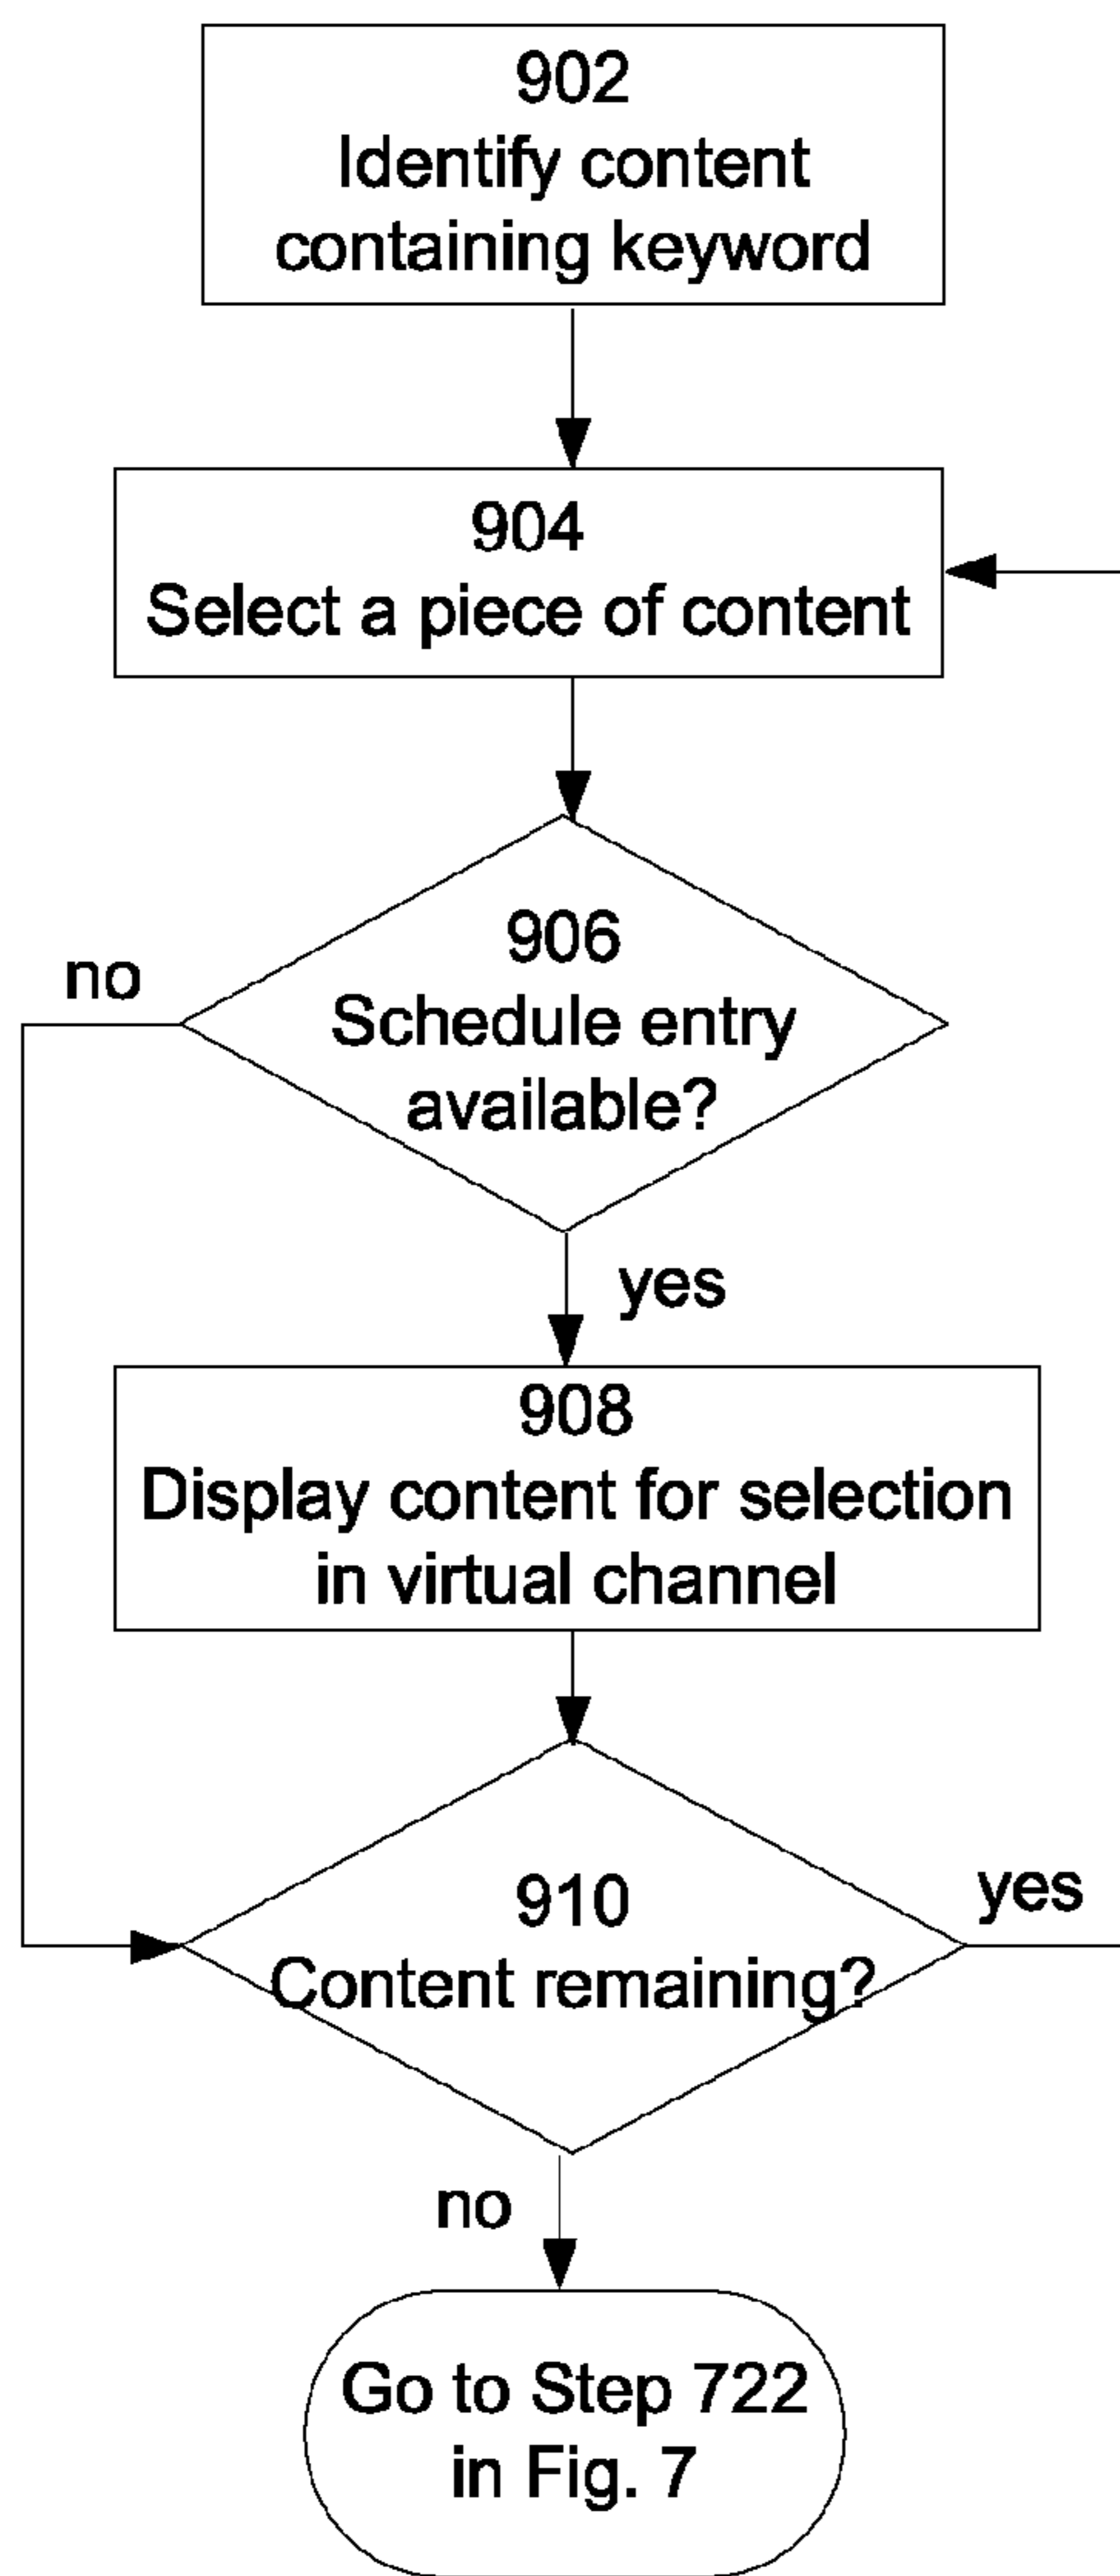 902
Identify content
containing keyword
904
Select a piece of content
906
Schedule entry
available?
no
yes
908
Display content for selection
in virtual channel
910
Content remaining?
yes
no
Go to Step 722
in Fig. 7